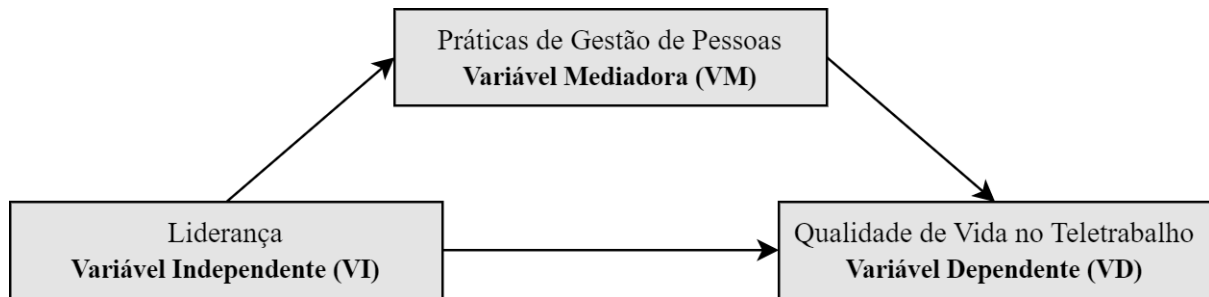 Práticas de Gestão de Pessoas
Variável Mediadora (VM)
Liderança
Variável Independente (VI)
Qualidade de Vida no Teletrabalho
Variável Dependente (VD)